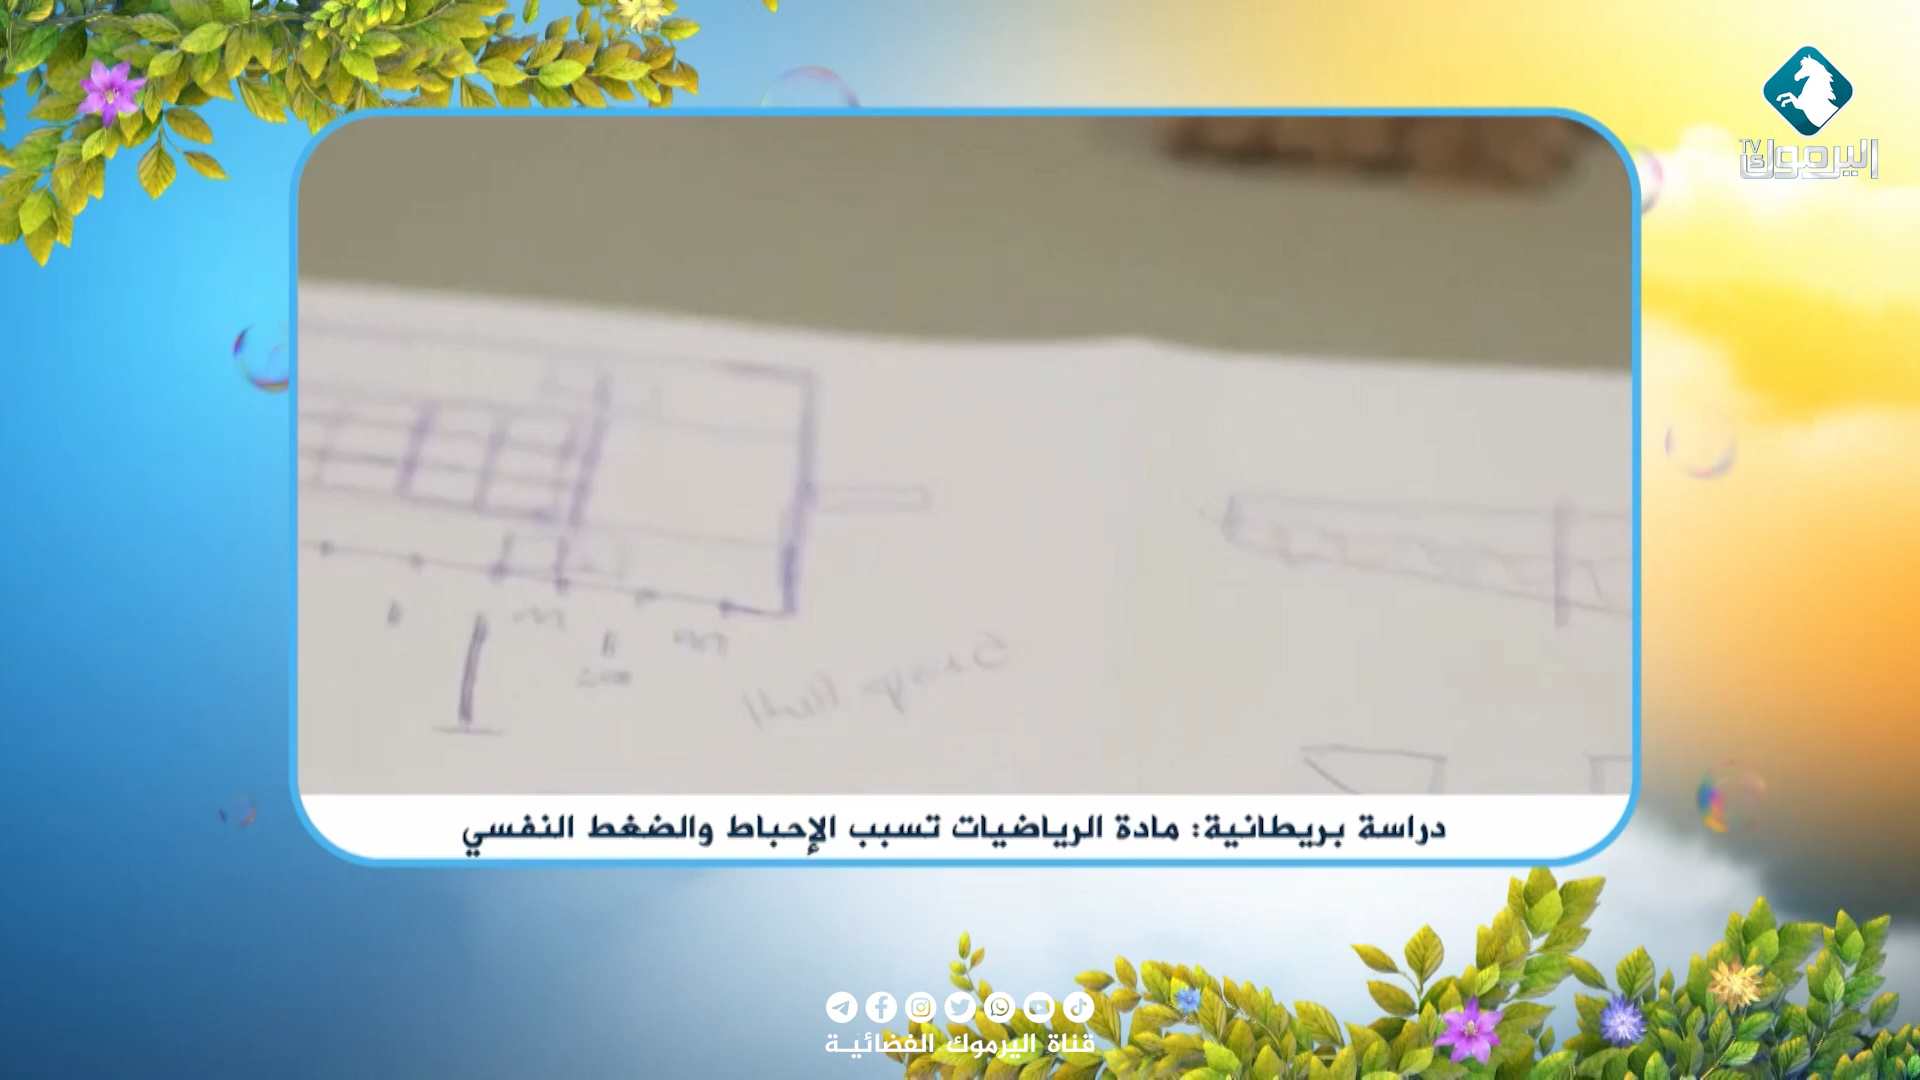 اليرموك
TV
دراسة بريطانية: مادة الرياضيات تسبب الإحباط والضغط النفسي
قناة اليرموك الفضائيـة